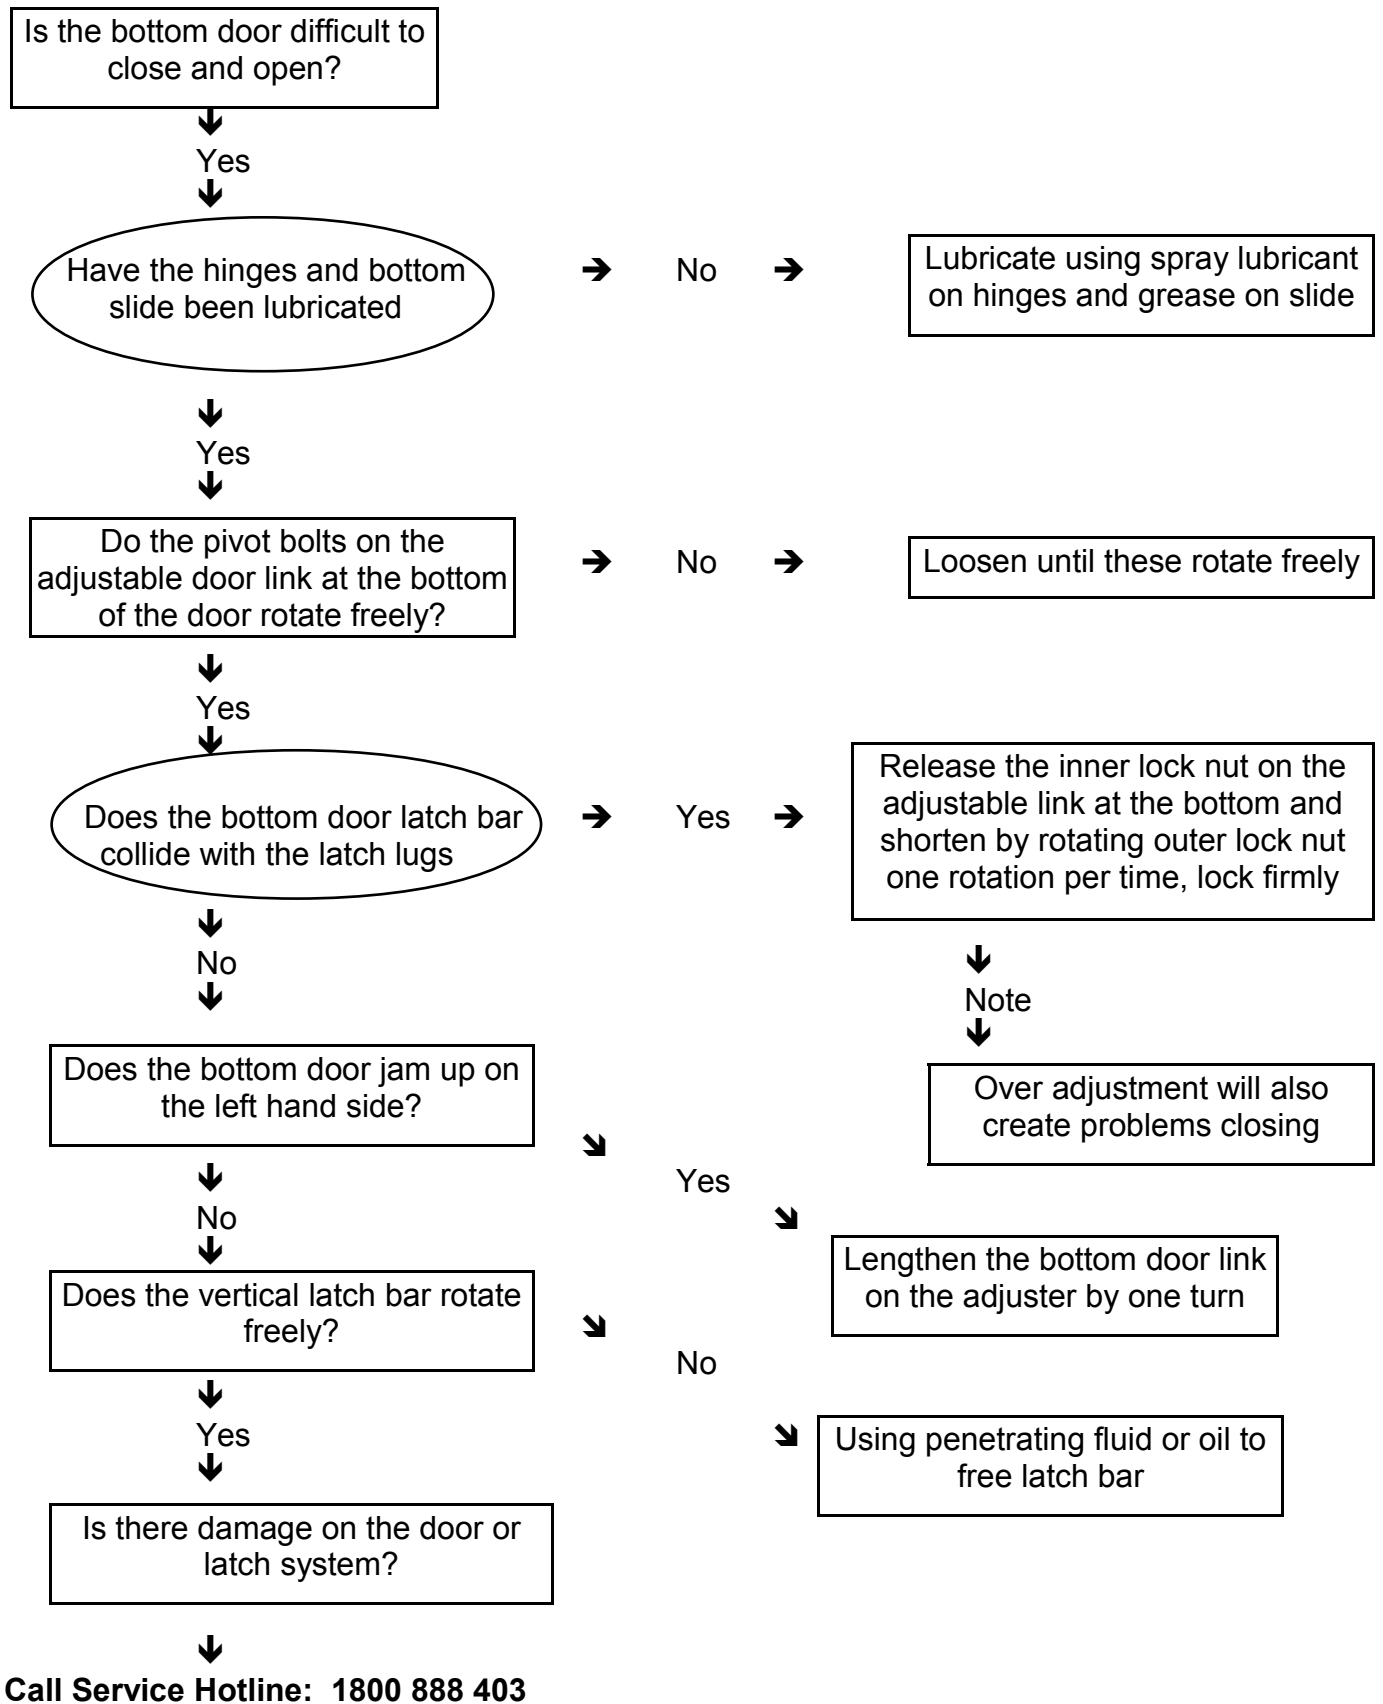 Is the bottom door difficult to
close and open?
Yes
Have the hinges and bottom
slide been lubricated
No
Lubricate using spray lubricant
on hinges and grease on slide
Yes
Do the pivot bolts on the
adjustable door link at the bottom
of the door rotate freely?
No
Loosen until these rotate freely
Yes
Does the bottom door latch bar
collide with the latch lugs
Yes
Release the inner lock nut on the
adjustable link at the bottom and
shorten by rotating outer lock nut
one rotation per time, lock firmly
No
Note
Over adjustment will also
create problems closing
Does the bottom door jam up on
the left hand side?
Yes
Lengthen the bottom door link
on the adjuster by one turn
No
Does the vertical latch bar rotate
freely?
No
Using penetrating fluid or oil to
free latch bar
Yes
Is there damage on the door or
latch system?
Call Service Hotline: 1800 888 403